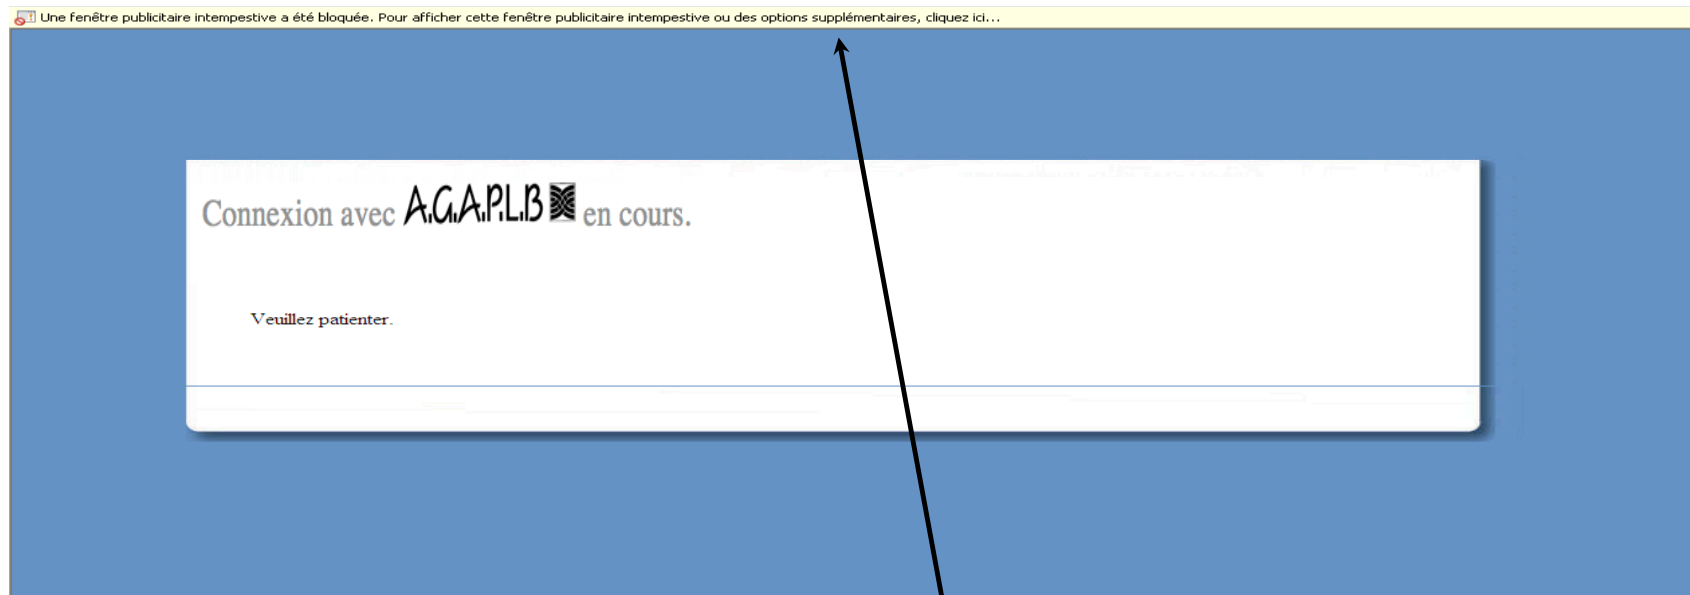 Une fenêtre publicitaire intempestive a été bloquée. Pour afficher cette fenêtre publicitaire intempestive ou des options supplémentaires, cliquez ici...
Connexion avec A.G.A.P.L.B en cours.
Veuillez patienter.